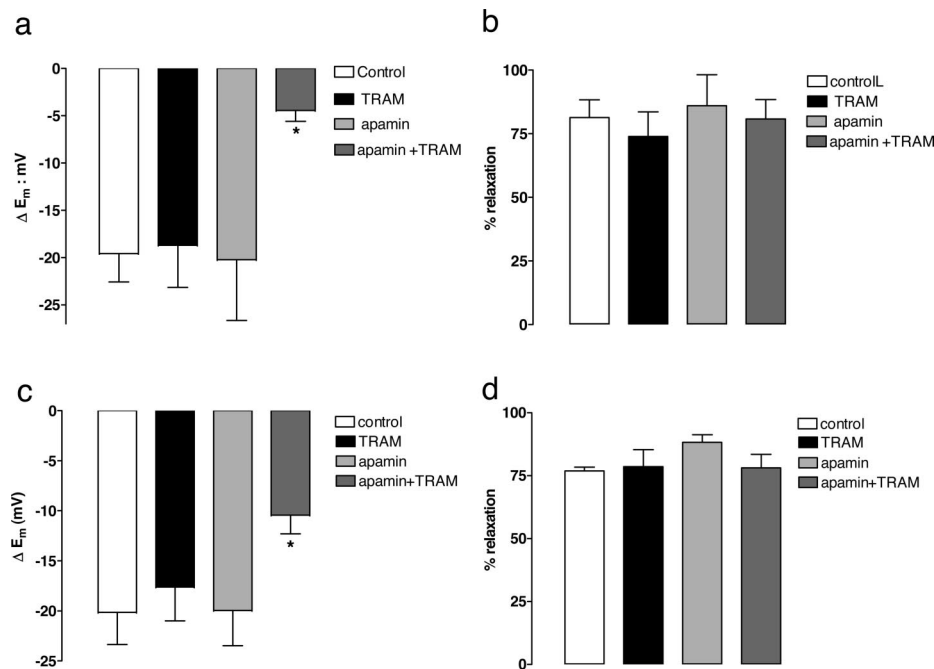 a
0
-5
-10
-15
-20
-25
Δ Em : mV
*
Control
TRAM
apamin
apamin +TRAM
b
100
75
50
25
0
% relaxation
controlL
TRAM
apamin
apamin +TRAM
c
0
-5
-10
-15
-20
-25
Δ Em (mV)
*
control
TRAM
apamin
apamin+TRAM
d
100
75
50
25
0
% relaxation
control
TRAM
apamin
apamin+TRAM